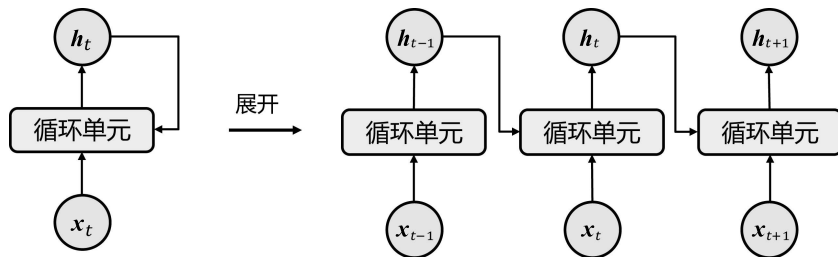 h_t
循环单元
x_t
展开
h_{t-1} h_t h_{t+1}
循环单元 循环单元 循环单元
x_{t-1} x_t x_{t+1}